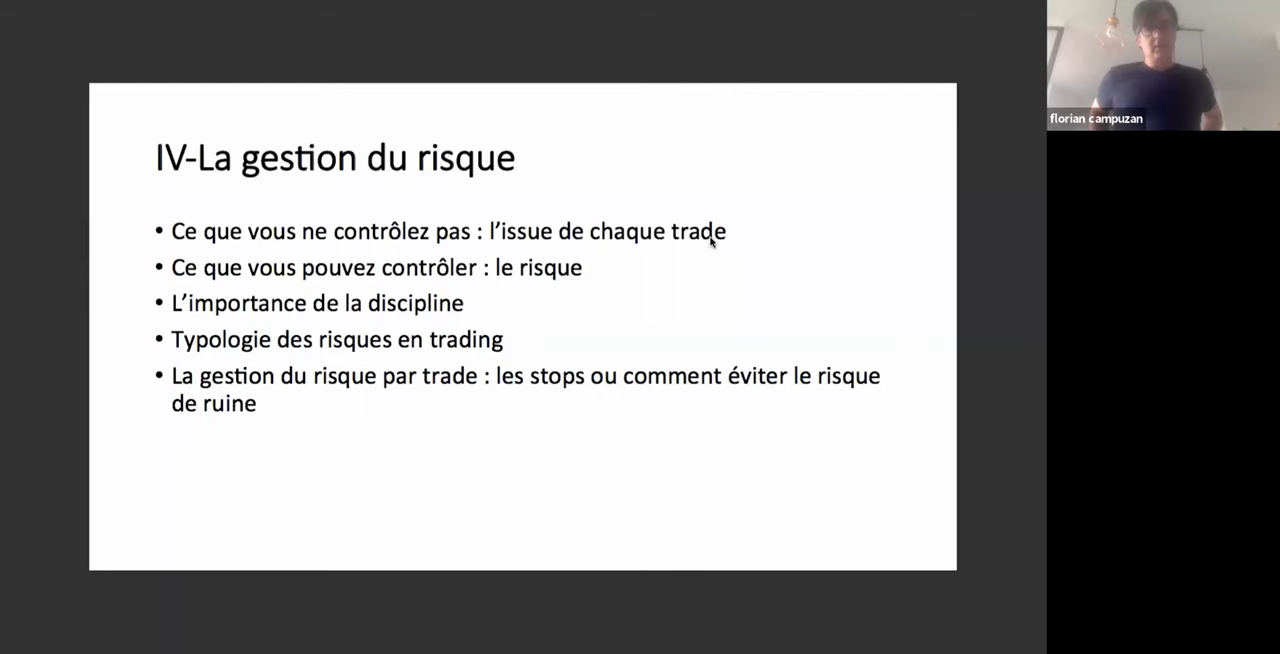 IV-La gestion du risque
• Ce que vous ne contrôlez pas : l’issue de chaque trade
• Ce que vous pouvez contrôler : le risque
• L’importance de la discipline
• Typologie des risques en trading
• La gestion du risque par trade : les stops ou comment éviter le risque
de ruine
florian campuzan